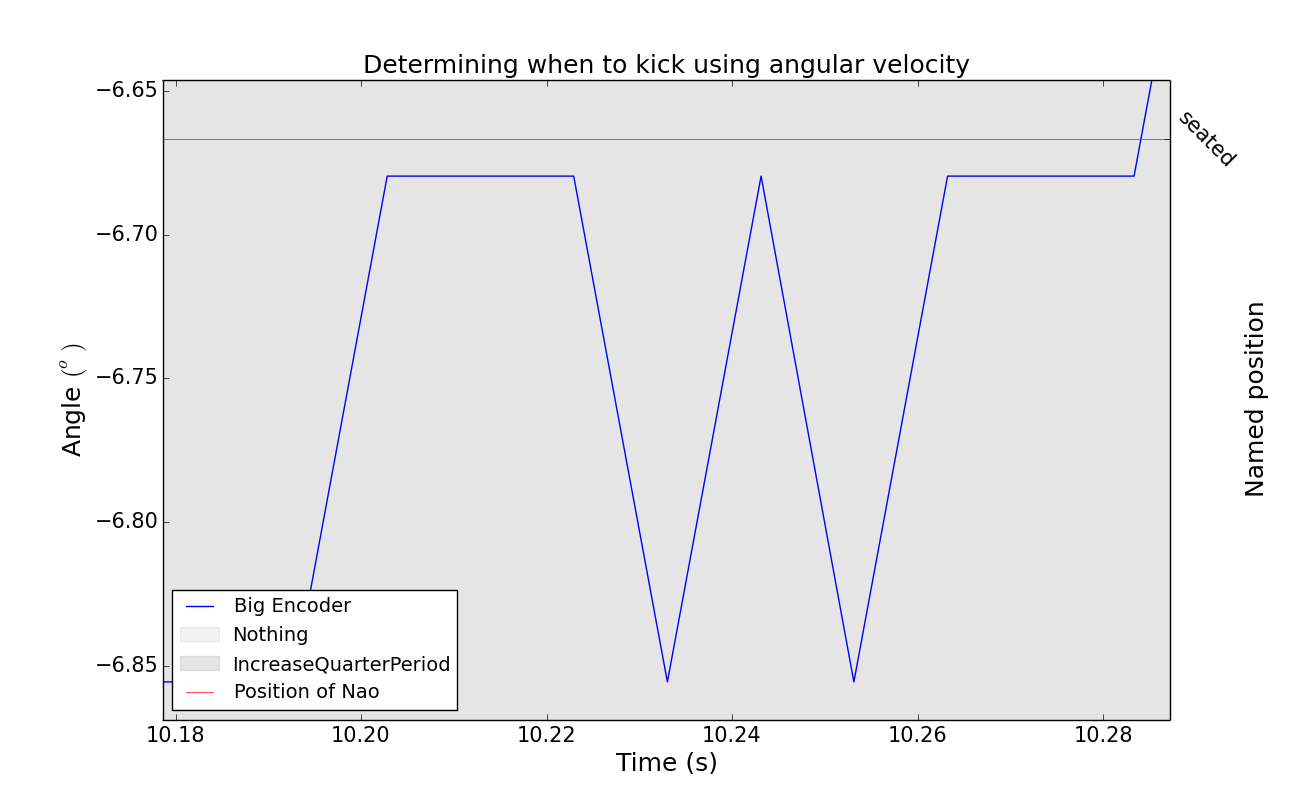 Determining when to kick using angular velocity
−6.65
−6.70
−6.75
−6.80
−6.85
Angle (o)
seated
Named position
Big Encoder
Nothing
IncreaseQuarterPeriod
Position of Nao
10.18 10.20 10.22 10.24 10.26 10.28
Time (s)